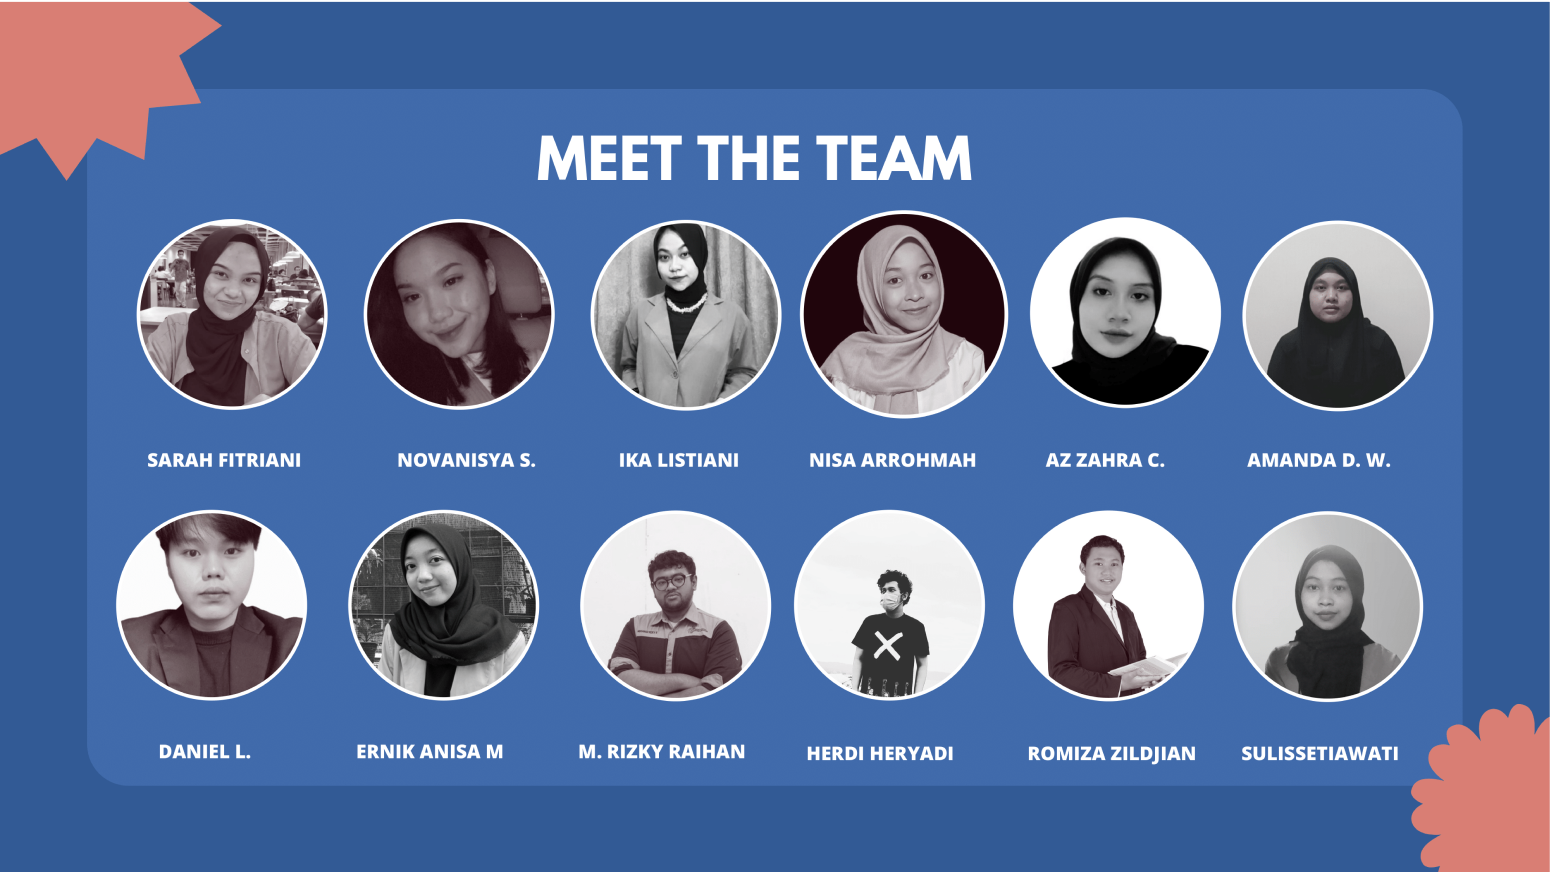 MEET THE TEAM
SARAH FITRIANI
NOVANISYA S.
IKA LISTIANI
NISA ARROHMAH
AZ ZAHRA C.
AMANDA D. W.
DANIEL L.
ERNIK ANISA M
M. RIZKY RAIHAN
HERDI HERYADI
ROMIZA ZILDJIAN
SULISSETIAWATI